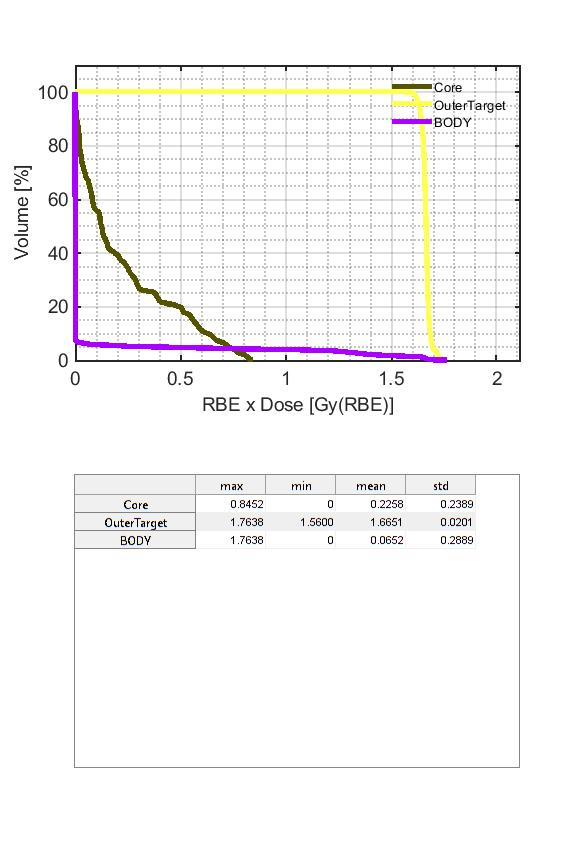 Core
OuterTarget
BODY
100
80
60
40
20
0
Volume [%]
0 0.5 1 1.5 2
RBE x Dose [Gy(RBE)]
max min mean std
Core 0.8452 0 0.2258 0.2389
OuterTarget 1.7638 1.5600 1.6651 0.0201
BODY 1.7638 0 0.0652 0.2889